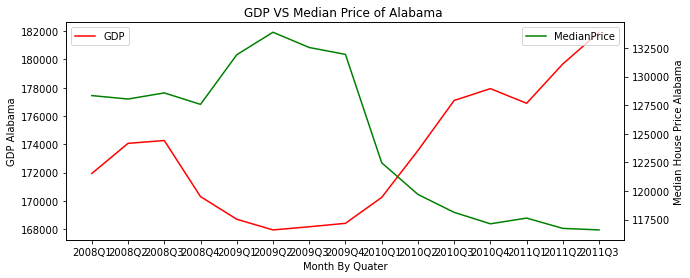 GDP VS Median Price of Alabama
GDP
MedianPrice
182000
180000
178000
176000
174000
172000
170000
168000
GDP Alabama
132500
130000
127500
125000
122500
120000
117500
Median House Price Alabama
2008Q1 2008Q2 2008Q3 2008Q4 2009Q1 2009Q2 2009Q3 2009Q4 2010Q1 2010Q2 2010Q3 2010Q4 2011Q1 2011Q2 2011Q3
Month By Quater